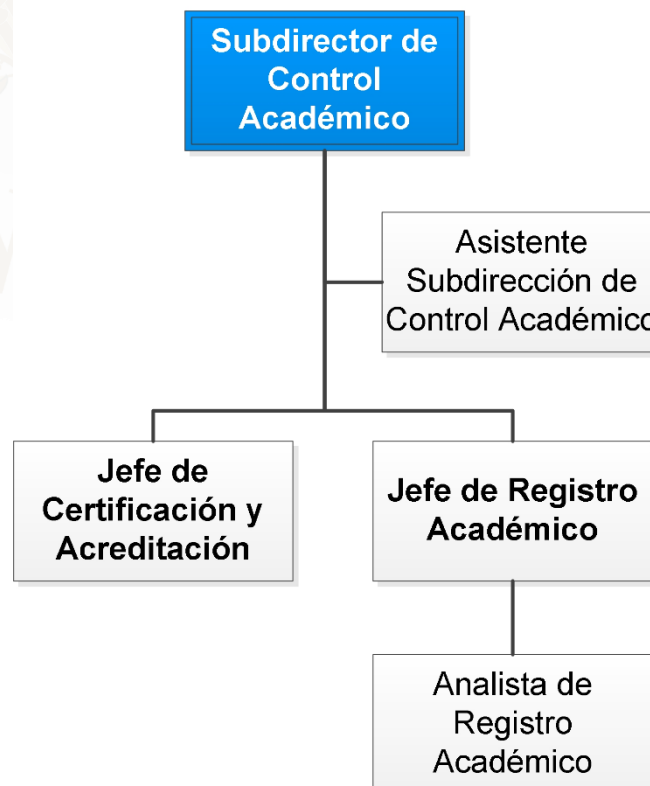 Subdirector de
Control
Académico
Asistente
Subdirección de
Control Académico
Jefe de
Certificación y
Acreditación
Jefe de Registro
Académico
Analista de
Registro
Académico